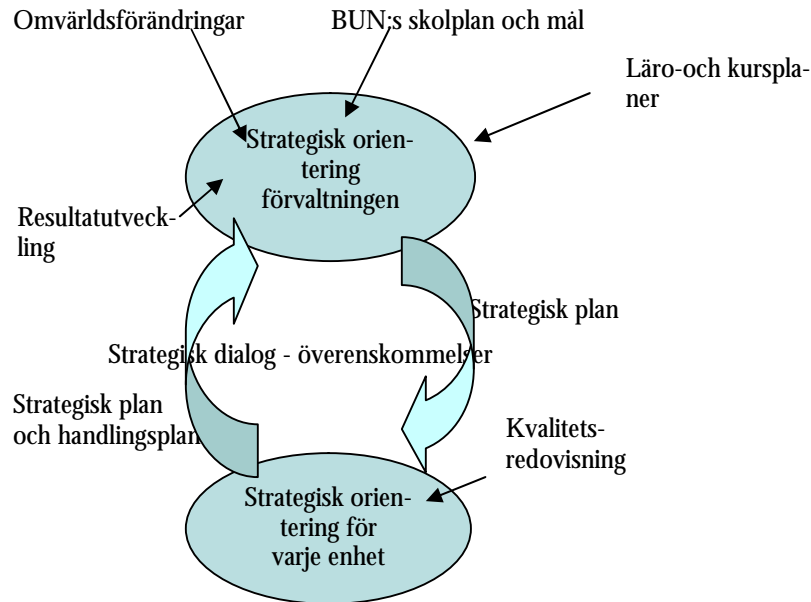 Omvärldsförändringar
BUN:s skolplan och mål
Läro-och kurspla-
ner
Strategisk orien-
tering
förvaltningen
Resultatutveck-
ling
Strategisk plan
Strategisk dialog - överenskommelser
Strategisk plan
och handlingsplan
Kvalitets-
redovisning
Strategisk orien-
tering för
varje enhet